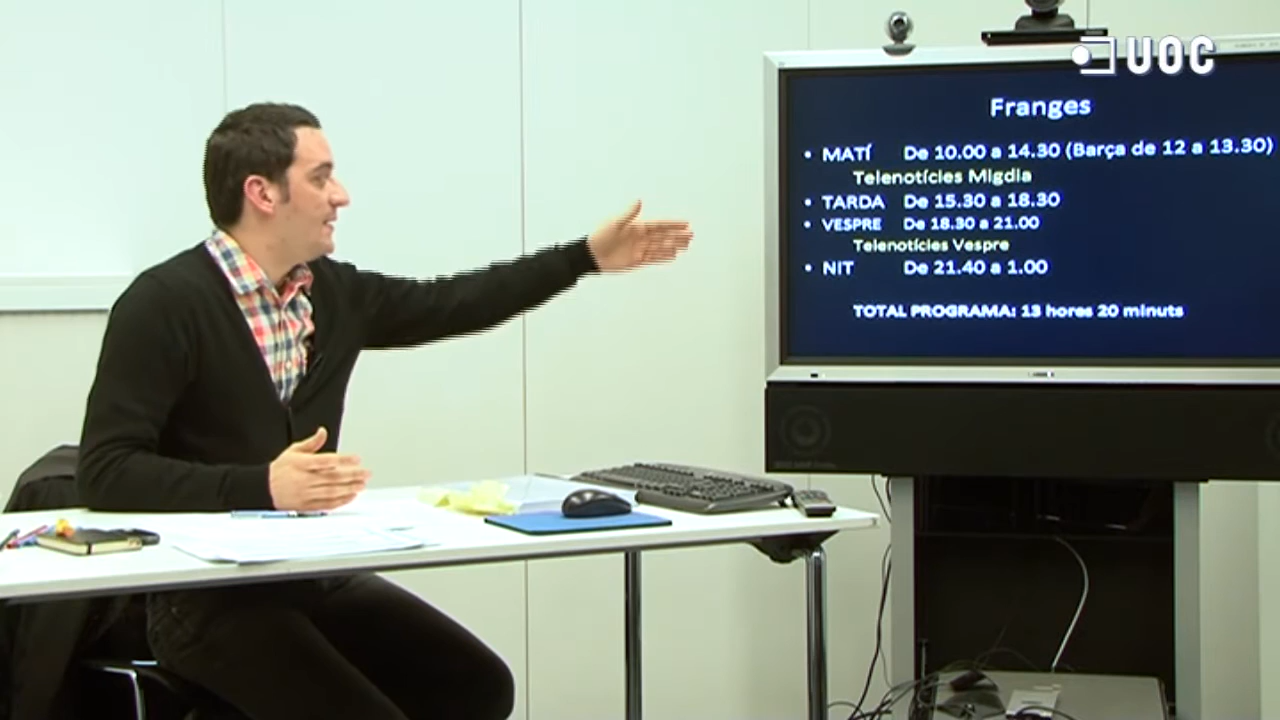 UOC
Franges
• MATÍ De 10.00 a 14.30 (Barça de 12 a 13.30)
Telenotícies Migdia
• TARDA De 15.30 a 18.30
• VESPRE De 18.30 a 21.00
Telenotícies Vespre
• NIT De 21.40 a 1.00
TOTAL PROGRAMA: 13 hores 20 minuts